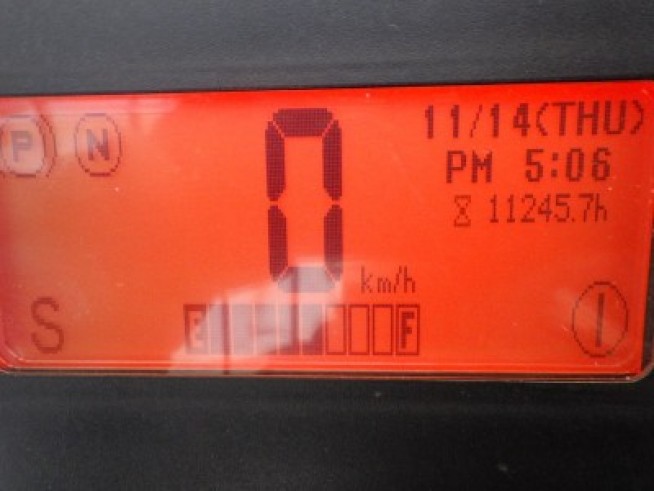 P N
11/14(THU)
PM 5:06
11245.7h
0 km/h
S
E F
I